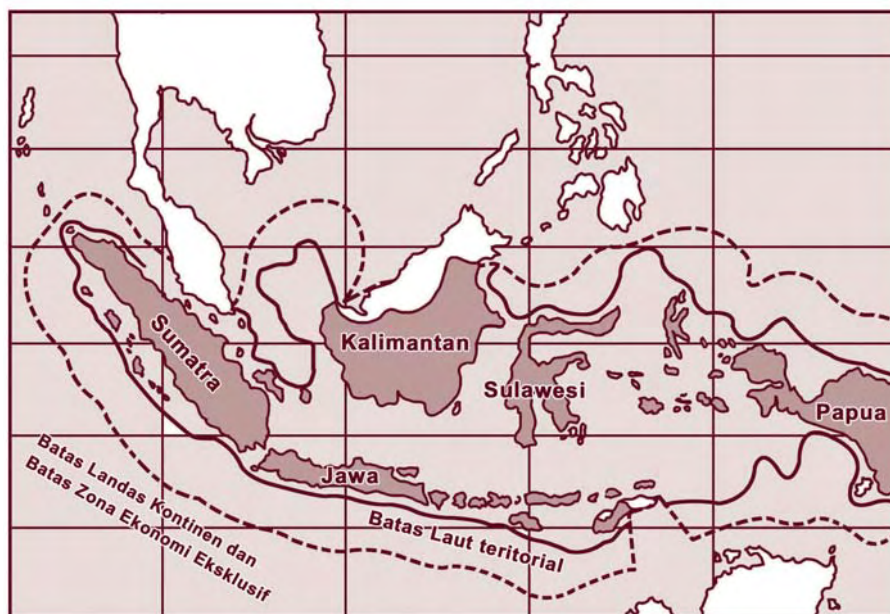 Sumatra
Kalimantan
Sulawesi
Papua
Jawa
Batas Landas Kontinen dan
Batas Zona Ekonomi Eksklusif
Batas Laut teritorial